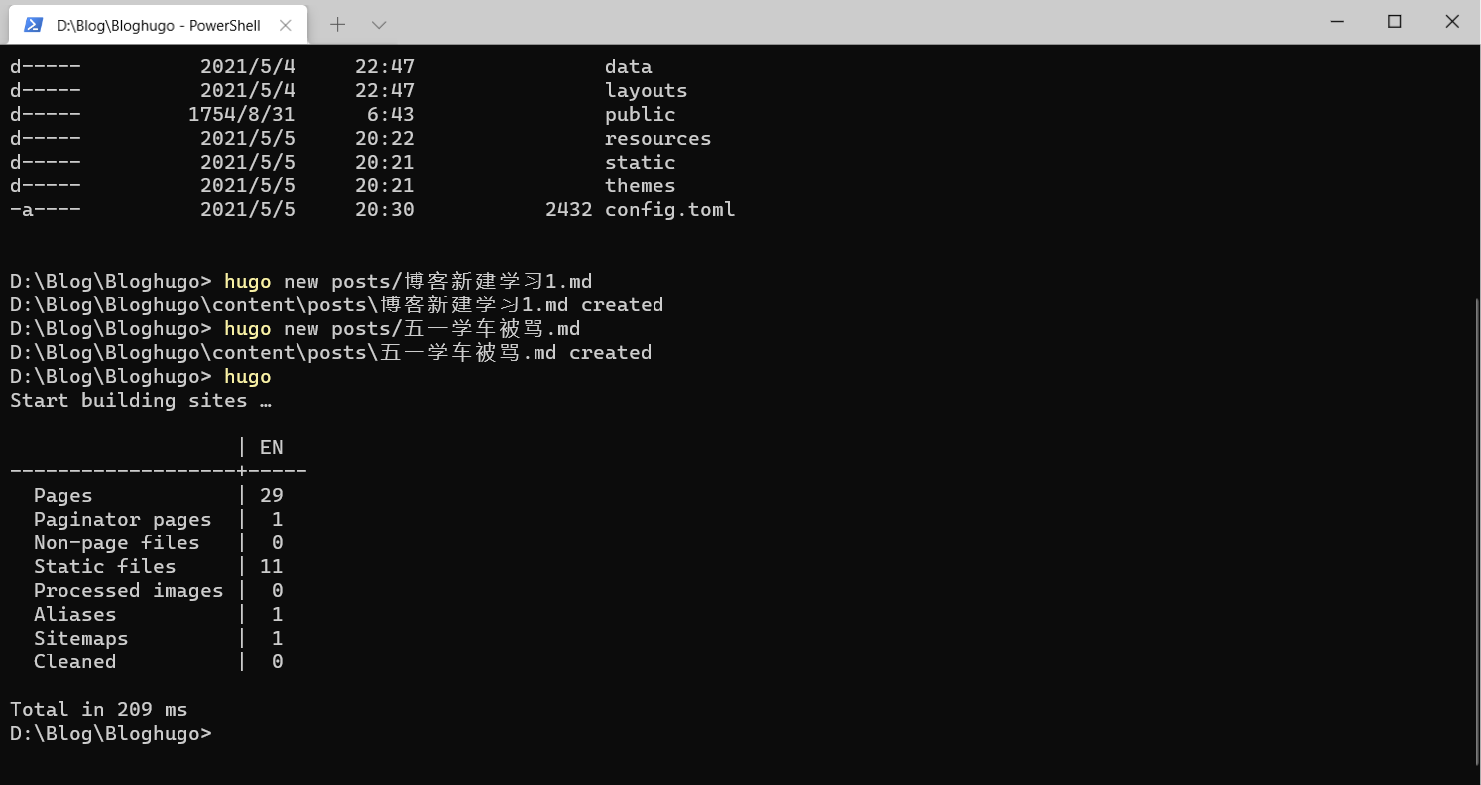 D:\Blog\Bloghugo - PowerShell
d----- 2021/5/4 22:47 data
d----- 2021/5/4 22:47 layouts
d----- 1754/8/31 6:43 public
d----- 2021/5/5 20:22 resources
d----- 2021/5/5 20:21 static
d----- 2021/5/5 20:21 themes
-a---- 2021/5/5 20:30 2432 config.toml
D:\Blog\Bloghugo> hugo new posts/博客新建学习1.md
D:\Blog\Bloghugo\content\posts\博客新建学习1.md created
D:\Blog\Bloghugo> hugo new posts/五一学车被骂.md
D:\Blog\Bloghugo\content\posts\五一学车被骂.md created
D:\Blog\Bloghugo> hugo
Start building sites …
| EN
-------------------+-----
Pages | 29
Paginator pages | 1
Non-page files | 0
Static files | 11
Processed images | 0
Aliases | 1
Sitemaps | 1
Cleaned | 0
Total in 209 ms
D:\Blog\Bloghugo>